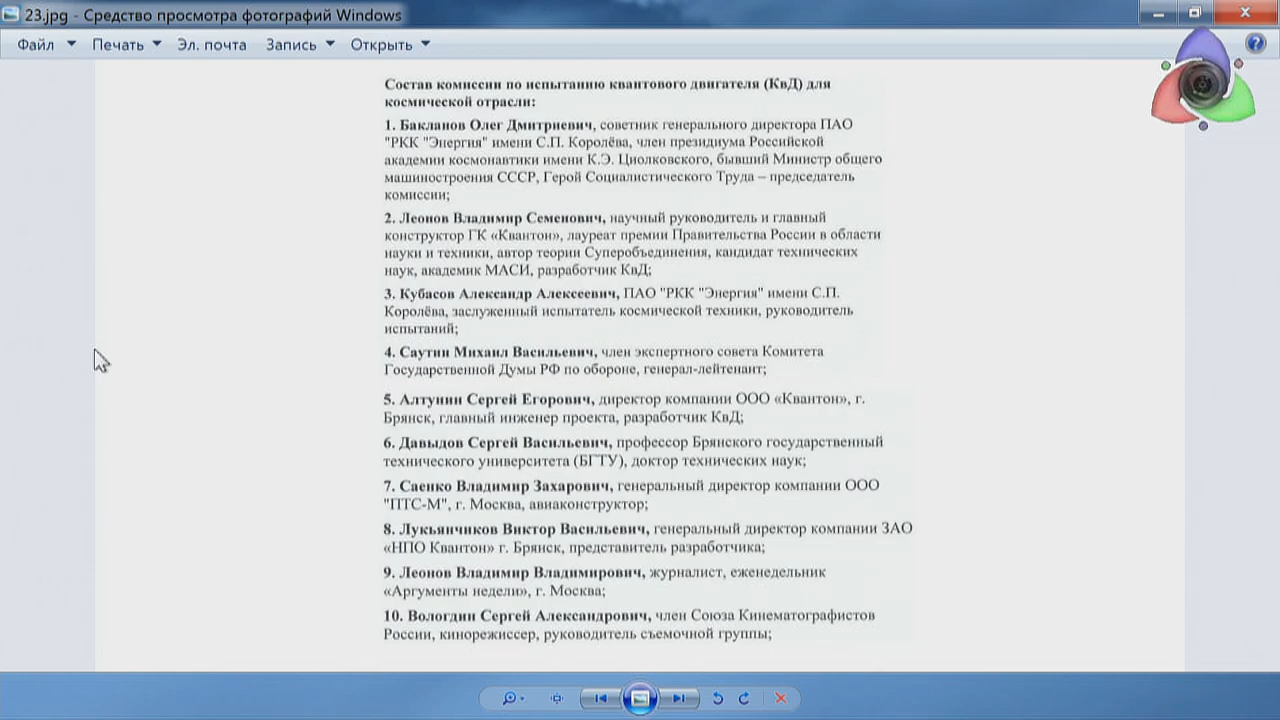 23.jpg - Средство просмотра фотографий Windows
Файл Печать Эл. почта Запись Открыть
Состав комиссии по испытанию квантового двигателя (КвД) для
космической отрасли:
1. Бакланов Олег Дмитриевич, советник генерального директора ПАО
"РКК "Энергия" имени С.П. Королёва, член президиума Российской
академии космонавтики имени К.Э. Циолковского, бывший Министр общего
машиностроения СССР, Герой Социалистического Труда – председатель
комиссии;
2. Леонов Владимир Семенович, научный руководитель и главный
конструктор ГК «Квантон», лауреат премии Правительства России в области
науки и техники, автор теории Суперобъединения, кандидат технических
наук, академик МАСИ, разработчик КвД;
3. Кубасов Александр Алексеевич, ПАО "РКК "Энергия" имени С.П.
Королёва, заслуженный испытатель космической техники, руководитель
испытаний;
4. Саутин Михаил Васильевич, член экспертного совета Комитета
Государственной Думы РФ по обороне, генерал-лейтенант;
5. Алтунин Сергей Егорович, директор компании ООО «Квантон», г.
Брянск, главный инженер проекта, разработчик КвД;
6. Давыдов Сергей Васильевич, профессор Брянского государственный
технического университета (БГТУ), доктор технических наук;
7. Саенко Владимир Захарович, генеральный директор компании ООО
"ПТС-М", г. Москва, авиаконструктор;
8. Лукьянчиков Виктор Васильевич, генеральный директор компании ЗАО
«НПО Квантон» г. Брянск, представитель разработчика;
9. Леонов Владимир Владимирович, журналист, еженедельник
«Аргументы недели», г. Москва;
10. Вологдин Сергей Александрович, член Союза Кинематографистов
России, кинорежиссер, руководитель съемочной группы;